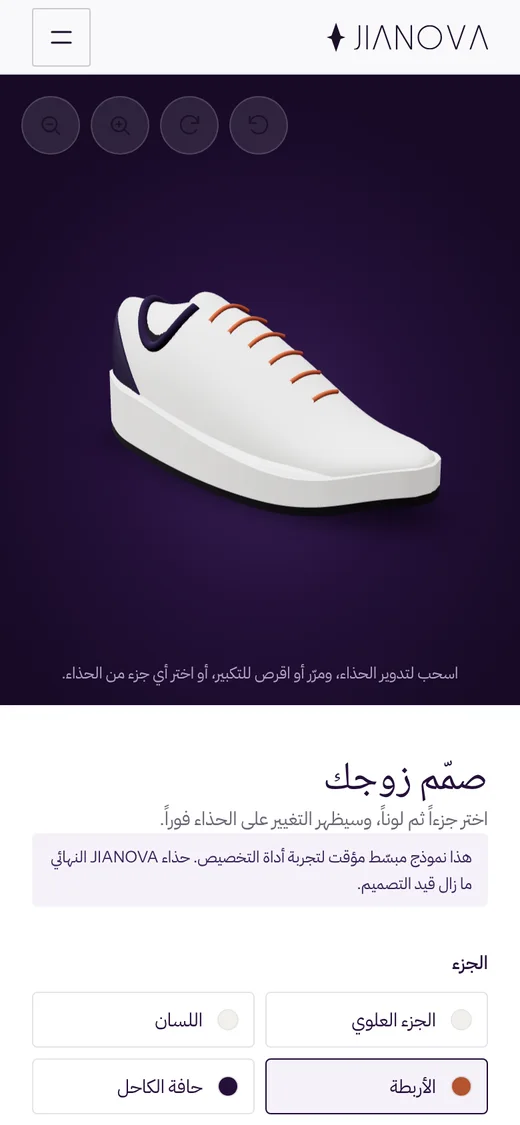 JIANOVA
اسحب لتدوير الحذاء، ومرّر أو اقرص للتكبير، أو اختر أي جزء من الحذاء.
صمّم زوجك
اختر جزءاً ثم لوناً، وسيظهر التغيير على الحذاء فوراً.
هذا نموذج مبسّط مؤقت لتجربة أداة التخصيص. حذاء JIANOVA النهائي
ما زال قيد التصميم.
الجزء
الجزء العلوي
اللسان
الأربطة
حافة الكاحل